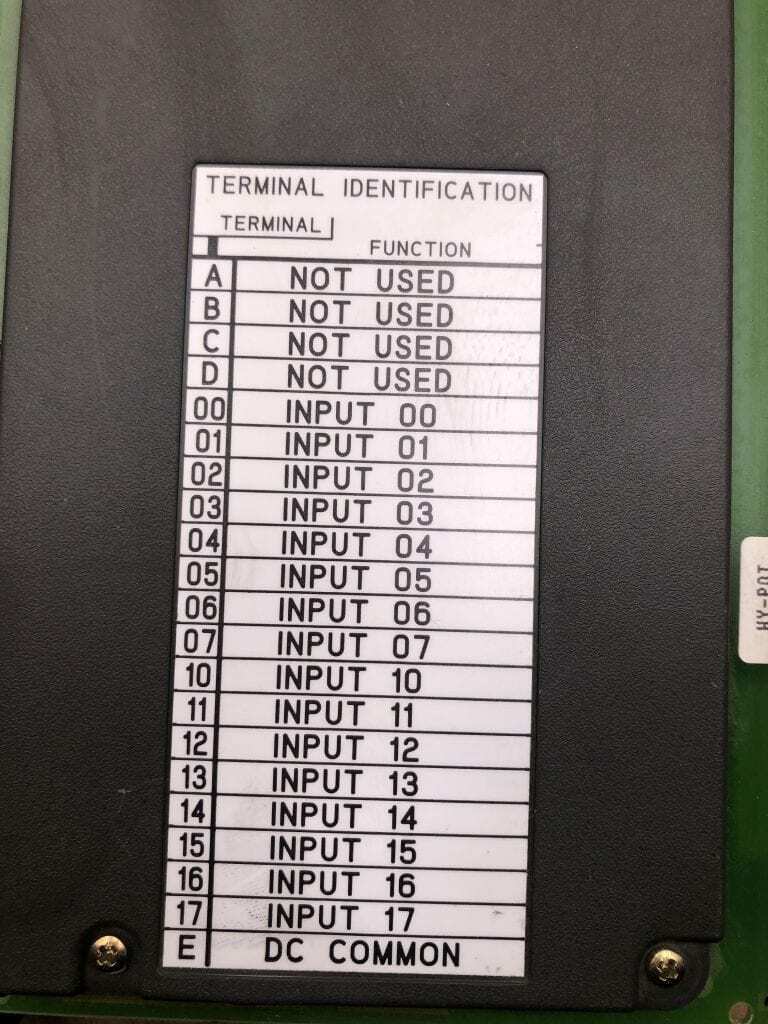 TERMINAL IDENTIFICATION
TERMINAL
FUNCTION
A NOT USED
B NOT USED
C NOT USED
D NOT USED
00 INPUT 00
01 INPUT 01
02 INPUT 02
03 INPUT 03
04 INPUT 04
05 INPUT 05
06 INPUT 06
07 INPUT 07
10 INPUT 10
11 INPUT 11
12 INPUT 12
13 INPUT 13
14 INPUT 14
15 INPUT 15
16 INPUT 16
17 INPUT 17
E DC COMMON
HY-POT